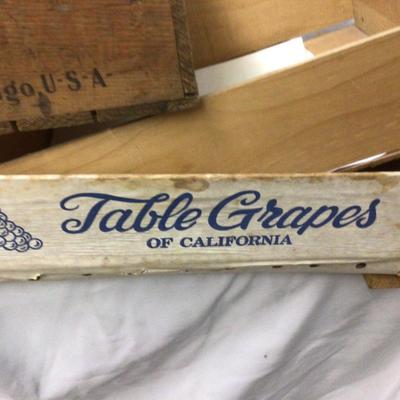 go U·S·A·
Table Grapes
OF CALIFORNIA